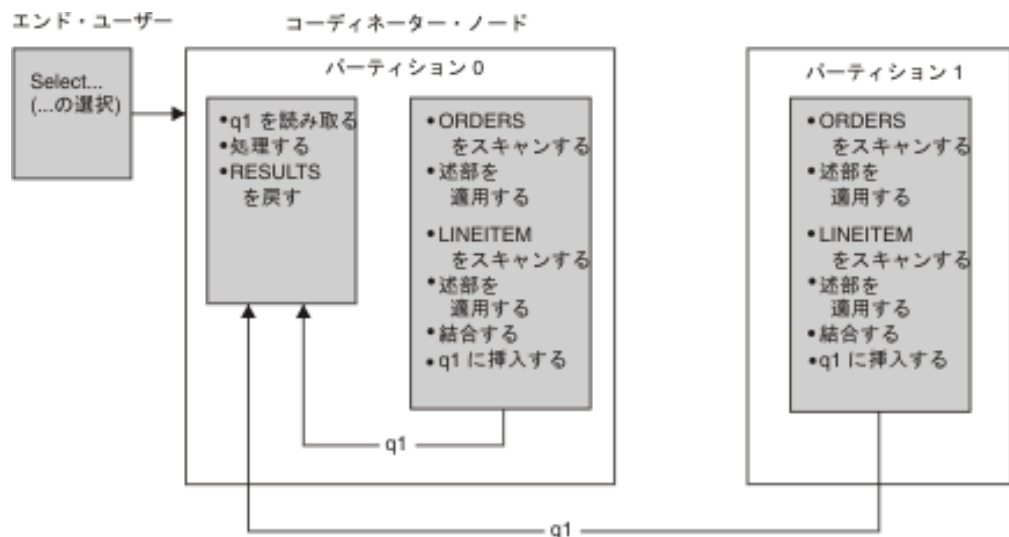 エンド・ユーザー
Select...
(...の選択)
コーディネーター・ノード
パーティション 0
•q1 を読み取る
•処理する
•RESULTS
を戻す
•ORDERS
をスキャンする
•述部を
適用する
•LINEITEM
をスキャンする
•述部を
適用する
•結合する
•q1 に挿入する
q1
パーティション 1
•ORDERS
をスキャンする
•述部を
適用する
•LINEITEM
をスキャンする
•述部を
適用する
•結合する
•q1 に挿入する
q1